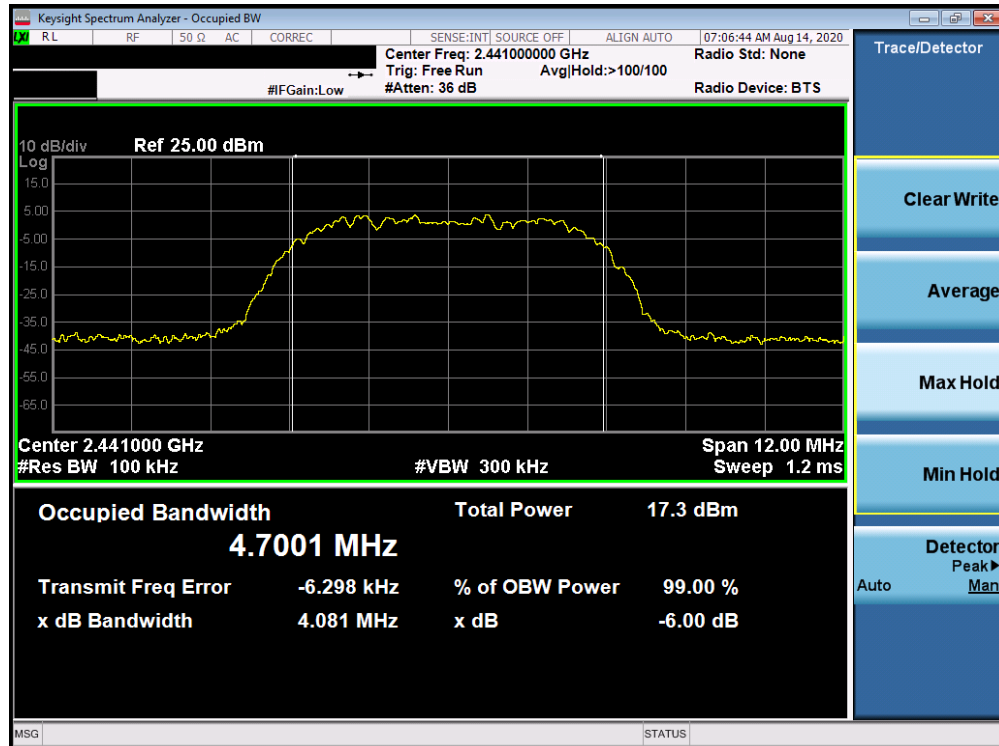 Keysight Spectrum Analyzer - Occupied BW
LXI RL RF 50 Ω AC CORREC SENSE:INT SOURCE OFF ALIGN AUTO 07:06:44 AM Aug 14, 2020
Center Freq: 2.441000000 GHz Radio Std: None
Trig: Free Run Avg|Hold:>100/100
#IFGain:Low #Atten: 36 dB Radio Device: BTS
10 dB/div Ref 25.00 dBm
Log
15.0
5.00
-5.00
-15.0
-25.0
-35.0
-45.0
-55.0
-65.0
Center 2.441000 GHz Span 12.00 MHz
#Res BW 100 kHz #VBW 300 kHz Sweep 1.2 ms
Occupied Bandwidth Total Power 17.3 dBm
4.7001 MHz
Transmit Freq Error -6.298 kHz % of OBW Power 99.00 %
x dB Bandwidth 4.081 MHz x dB -6.00 dB
MSG STATUS
Trace/Detector
Clear Write
Average
Max Hold
Min Hold
Detector
Peak▶
Auto Man